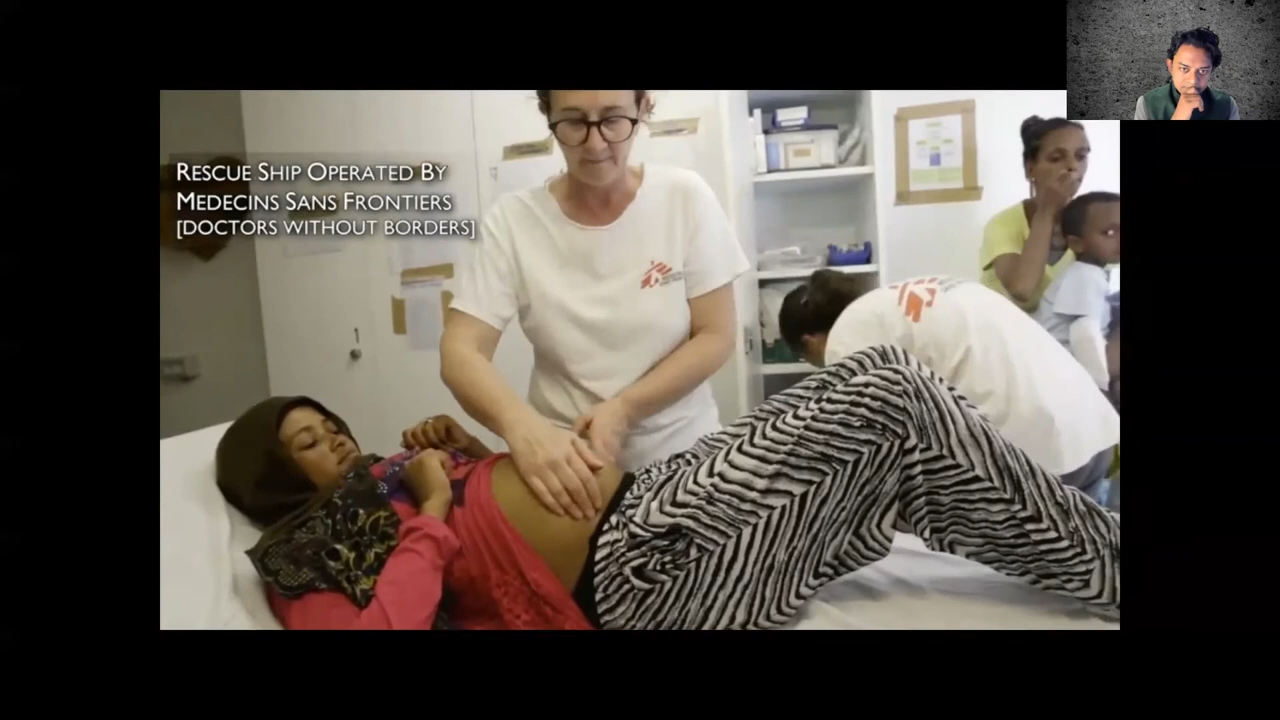 RESCUE SHIP OPERATED BY
MEDECINS SANS FRONTIERS
[DOCTORS WITHOUT BORDERS]